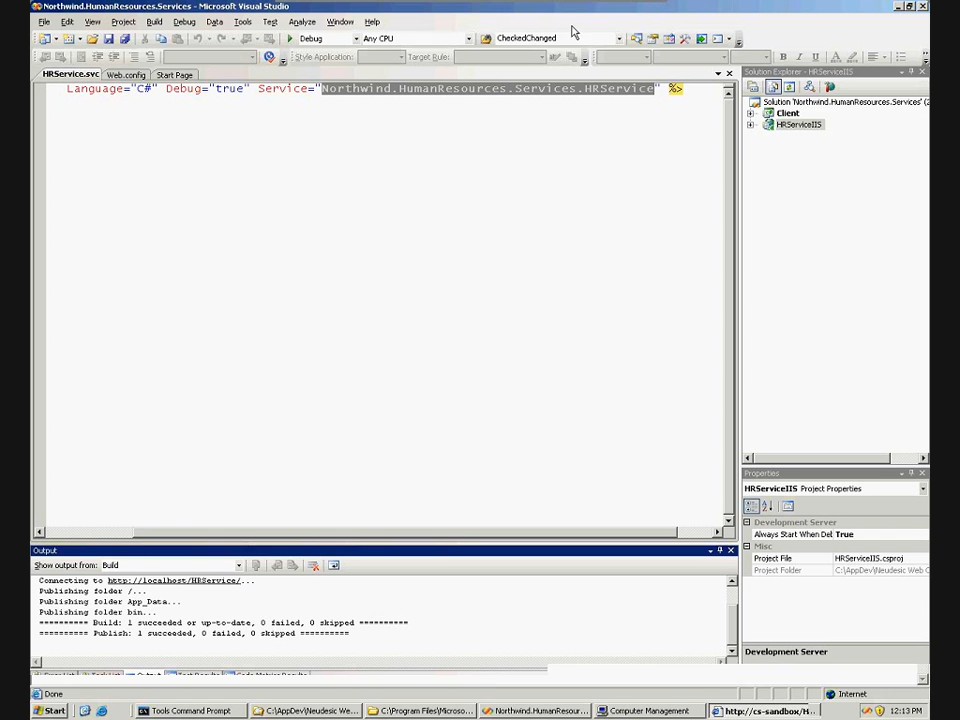 Northwind.HumanResources.Services - Microsoft Visual Studio
File Edit View Project Build Debug Data Tools Test Analyze Window Help
Debug Any CPU CheckedChanged
Style Application: Target Rule:
HRService.svc Web.config Start Page
Language="C#" Debug="true" Service="Northwind.HumanResources.Services.HRService" %>
Solution Explorer - HRServiceIIS
Solution 'Northwind.HumanResources.Services' (2
Client
HRServiceIIS
Properties
HRServiceIIS Project Properties
Development Server
Always Start When Del True
Misc
Project File HRServiceIIS.csproj
Project Folder C:\AppDev\Neudesic Web C
Development Server
Output
Show output from: Build
Connecting to http://localhost/HRService/...
Publishing folder /...
Publishing folder App_Data...
Publishing folder bin...
========== Build: 1 succeeded or up-to-date, 0 failed, 0 skipped ==========
========== Publish: 1 succeeded, 0 failed, 0 skipped ==========
Done Internet
Start Tools Command Prompt C:\AppDev\Neudesic We... C:\Program Files\Microso... Northwind.HumanResour... Computer Management http://cs-sandbox/H... 12:13 PM